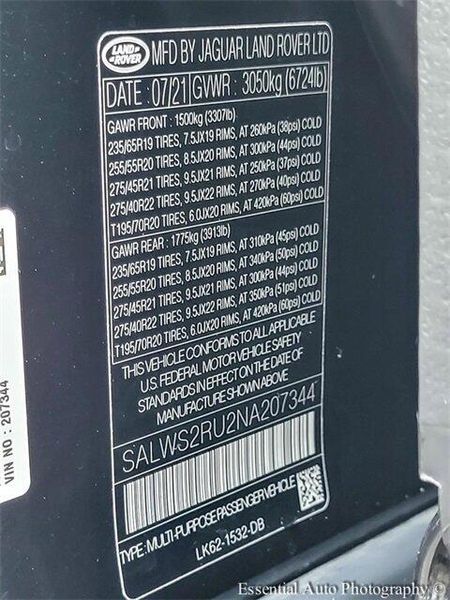 LAND ROVER MFD BY JAGUAR LAND ROVER LTD
DATE: 07/21 GVWR: 3050kg (6724lb)
GAWR FRONT : 1500kg (3307lb)
235/65R19 TIRES, 7.5JX19 RIMS, AT 260kPa (38psi) COLD
255/55R20 TIRES, 8.5JX20 RIMS, AT 300kPa (44psi) COLD
275/45R21 TIRES, 9.5JX21 RIMS, AT 250kPa (37psi) COLD
275/40R22 TIRES, 9.5JX22 RIMS, AT 270kPa (40psi) COLD
T195/70R20 TIRES, 6.0JX20 RIMS, AT 420kPa (60psi) COLD
GAWR REAR : 1775kg (3913lb)
235/65R19 TIRES, 7.5JX19 RIMS, AT 310kPa (45psi) COLD
255/55R20 TIRES, 8.5JX20 RIMS, AT 340kPa (50psi) COLD
275/45R21 TIRES, 9.5JX21 RIMS, AT 300kPa (44psi) COLD
275/40R22 TIRES, 9.5JX22 RIMS, AT 350kPa (51psi) COLD
T195/70R20 TIRES, 6.0JX20 RIMS, AT 420kPa (60psi) COLD
THIS VEHICLE CONFORMS TO ALL APPLICABLE
U.S. FEDERAL MOTOR VEHICLE SAFETY
STANDARDS IN EFFECT ON THE DATE OF
MANUFACTURE SHOWN ABOVE
SALWS2RU2NA207344
TYPE: MULTI-PURPOSE PASSENGER VEHICLE
LK62-1532-DB
VIN NO : 207344
Essential Auto Photography ©